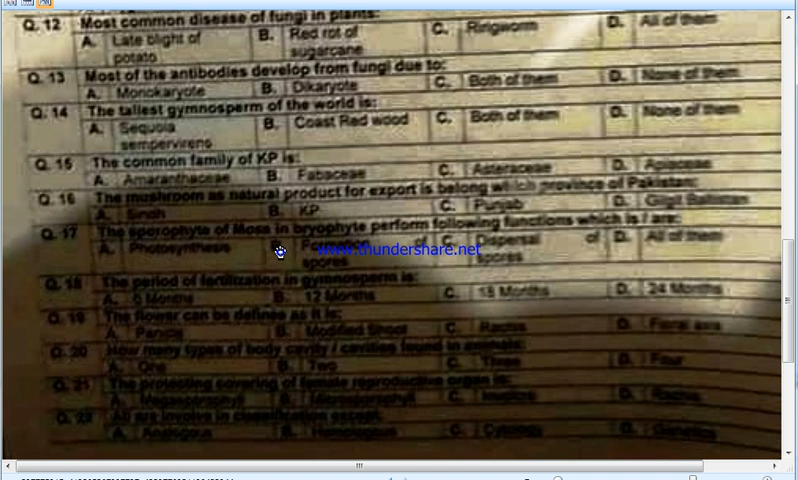 Q. 12 Most common disease of fungi in plants:
A. Late blight of potato B. Red rot of sugarcane C. Ringworm D. All of them
Q. 13 Most of the antibodies develop from fungi due to:
A. Monokaryote B. Dikaryote C. Both of them D. None of them
Q. 14 The tallest gymnosperm of the world is:
A. Sequoia sempervirens B. Coast Red wood C. Both of them D. None of them
Q. 15 The common family of KP is:
A. Amaranthaceae B. Fabaceae C. Asteraceae D. Apiaceae
Q. 16 The mushroom as natural product for export is belong which province of Pakistan:
A. Sindh B. KP C. Punjab D. Gilgit Baltistan
Q. 17 The sporophyte of Moss in bryophyte perform following functions which is / are:
A. Photosynthesis spores C. Dispersal of spores D. All of them
www.thundershare.net
Q. 18 The period of fertilization in gymnosperm is:
A. 6 Months B. 12 Months C. 18 Months D. 24 Months
Q. 19 The flower can be defines as it is:
A. Panicle B. Modified Shoot C. Rachis D. Floral axis
Q. 20 How many types of body cavity / cavities found in animals:
A. One B. Two C. Three D. Four
Q. 21 The protecting covering of female reproductive organ is:
A. Megasporophyll B. Microsporophyll C. D. Rachis
Q. 22 All are involve in classification except:
A. Analogous B. Homologous C. Cytology D. Genetics